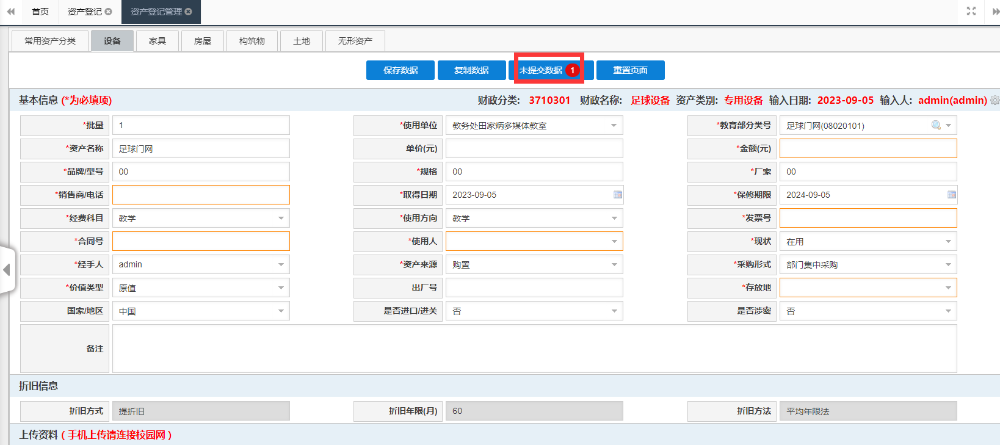 首页 资产登记 资产登记管理
常用资产分类 设备 家具 房屋 构筑物 土地 无形资产
保存数据 复制数据 未提交数据 1 重置页面
基本信息 (*为必填项) 财政分类: 3710301 财政名称: 足球设备 资产类别: 专用设备 输入日期: 2023-09-05 输入人: admin(admin)
*批量 1 *使用单位 教务处田家炳多媒体教室 *教育部分类号 足球门网(08020101)
*资产名称 足球门网 单价(元) *金额(元)
*品牌/型号 00 *规格 00 *厂家 00
*销售商/电话 *取得日期 2023-09-05 *保修期限 2024-09-05
*经费科目 教学 *使用方向 教学 *发票号
*合同号 *使用人 *现状 在用
*经手人 admin *资产来源 购置 *采购形式 部门集中采购
*价值类型 原值 出厂号 *存放地
国家/地区 中国 是否进口/进关 否 是否涉密 否
备注
折旧信息
折旧方式 提折旧 折旧年限(月) 60 折旧方法 平均年限法
上传资料 ( 手机上传请连接校园网 )